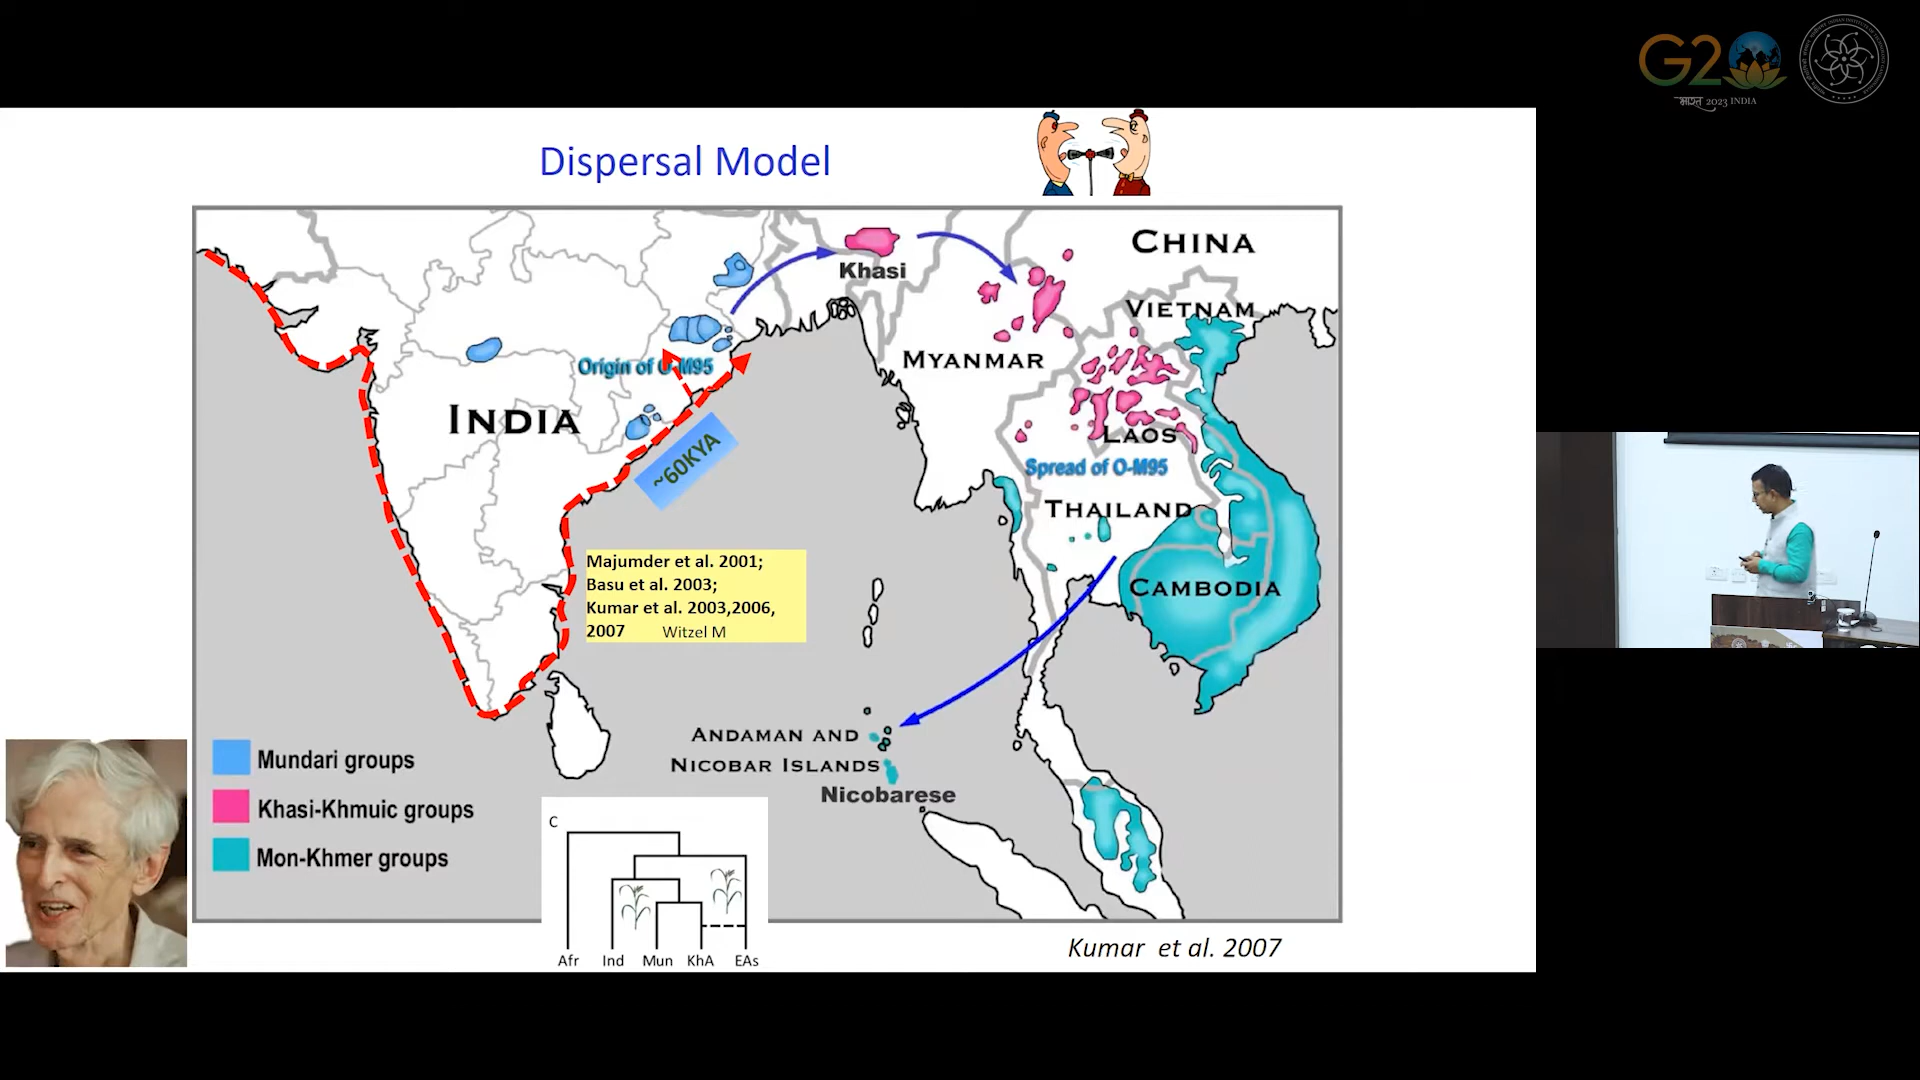 G20
भारत 2023 INDIA
Dispersal Model
CHINA
Khasi
VIETNAM
MYANMAR
Origin of O-M95
INDIA
LAOS
~60KYA
Spread of O-M95
THAILAND
Majumder et al. 2001;
Basu et al. 2003;
Kumar et al. 2003,2006,
2007 Witzel M
CAMBODIA
ANDAMAN AND
NICOBAR ISLANDS
Nicobarese
Mundari groups
Khasi-Khmuic groups
Mon-Khmer groups
C
Afr Ind Mun KhA EAs
Kumar et al. 2007